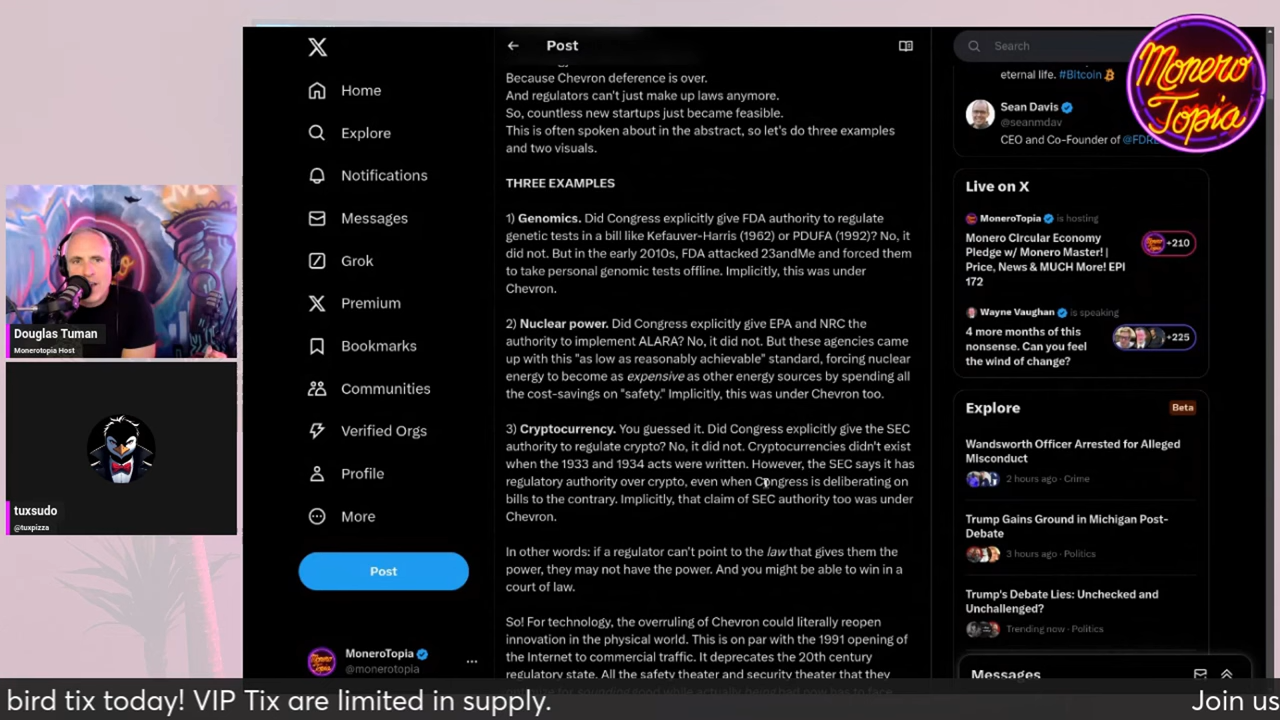 Home
Explore
Notifications
Messages
Grok
Premium
Bookmarks
Communities
Verified Orgs
Profile
More
Post
MoneroTopia
@monerotopia
Douglas Tuman
Monerotopia Host
tuxsudo
@tuxpizza
Post
Because Chevron deference is over.
And regulators can't just make up laws anymore.
So, countless new startups just became feasible.
This is often spoken about in the abstract, so let's do three examples
and two visuals.
THREE EXAMPLES
1) Genomics. Did Congress explicitly give FDA authority to regulate
genetic tests in a bill like Kefauver-Harris (1962) or PDUFA (1992)? No, it
did not. But in the early 2010s, FDA attacked 23andMe and forced them
to take personal genomic tests offline. Implicitly, this was under
Chevron.
2) Nuclear power. Did Congress explicitly give EPA and NRC the
authority to implement ALARA? No, it did not. But these agencies came
up with this "as low as reasonably achievable" standard, forcing nuclear
energy to become as expensive as other energy sources by spending all
the cost-savings on "safety." Implicitly, this was under Chevron too.
3) Cryptocurrency. You guessed it. Did Congress explicitly give the SEC
authority to regulate crypto? No, it did not. Cryptocurrencies didn't exist
when the 1933 and 1934 acts were written. However, the SEC says it has
regulatory authority over crypto, even when Congress is deliberating on
bills to the contrary. Implicitly, that claim of SEC authority too was under
Chevron.
In other words: if a regulator can't point to the law that gives them the
power, they may not have the power. And you might be able to win in a
court of law.
So! For technology, the overruling of Chevron could literally reopen
innovation in the physical world. This is on par with the 1991 opening of
the Internet to commercial traffic. It deprecates the 20th century
regulatory state. All the safety theater and security theater that they
Search
Monero
Topia
eternal life. #Bitcoin
Sean Davis
@seanmdav
CEO and Co-Founder of
Live on X
MoneroTopia is hosting
Monero Circular Economy
Pledge w/ Monero Master! |
Price, News & MUCH More! EPI
172
+210
Wayne Vaughan is speaking
4 more months of this
nonsense. Can you feel
the wind of change?
+225
Explore
Beta
Wandsworth Officer Arrested for Alleged
Misconduct
2 hours ago · Crime
Trump Gains Ground in Michigan Post-
Debate
3 hours ago · Politics
Trump's Debate Lies: Unchecked and
Unchallenged?
Trending now · Politics
Messages
bird tix today! VIP Tix are limited in supply.
Join us